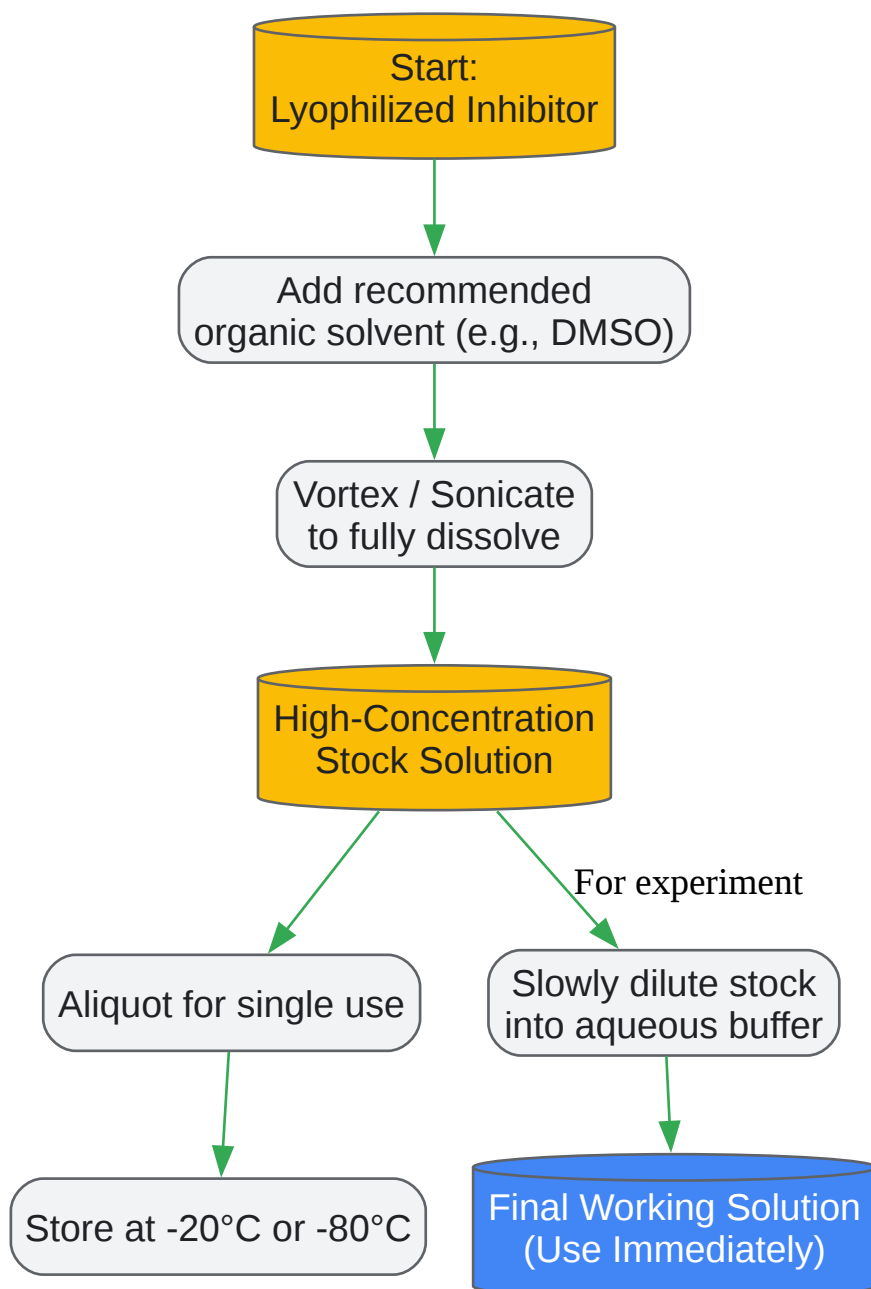 Start:
Lyophilized Inhibitor
Add recommended
organic solvent (e.g., DMSO)
Vortex / Sonicate
to fully dissolve
High-Concentration
Stock Solution
For experiment
Aliquot for single use
Slowly dilute stock
into aqueous buffer
Store at -20°C or -80°C
Final Working Solution
(Use Immediately)